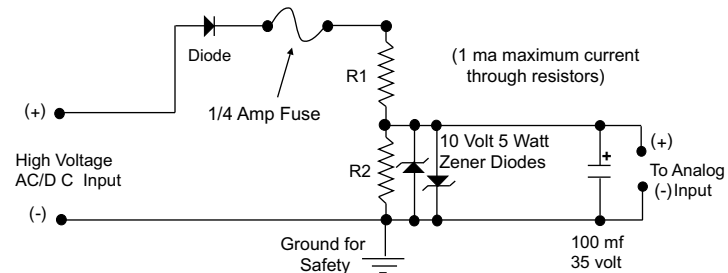 Diode
1/4 Amp Fuse
R1
(1 ma maximum current
through resistors)
(+)
High Voltage
AC/D C Input
(-)
R2
10 Volt 5 Watt
Zener Diodes
+
(+)
To Analog
(-) Input
Ground for
Safety
100 mf
35 volt